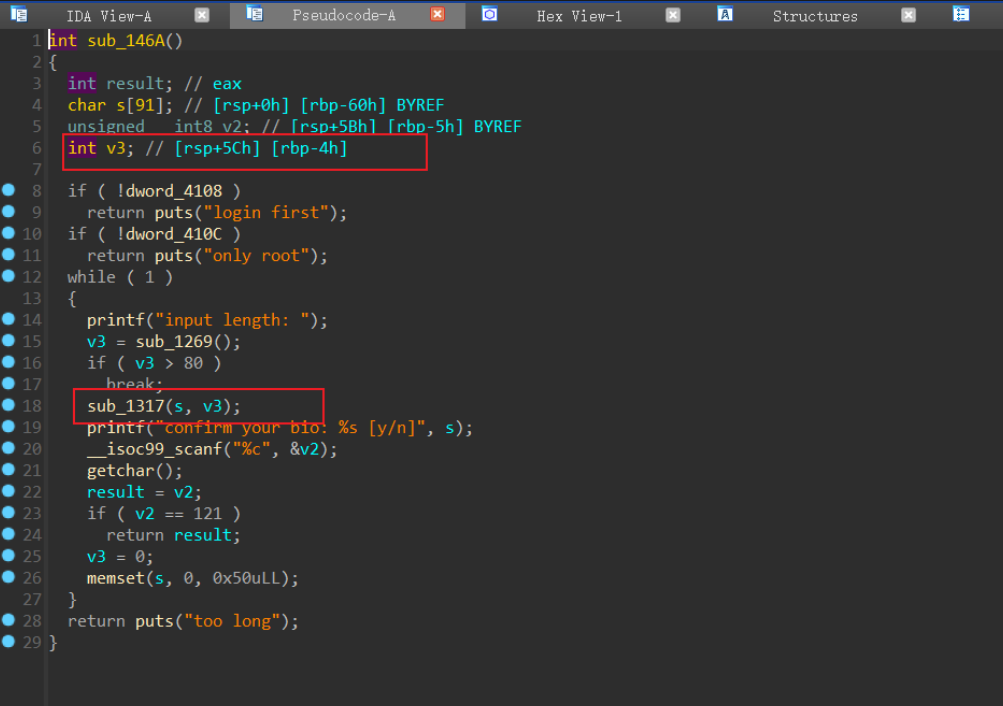 IDA View-A Pseudocode-A Hex View-1 Structures
1 int sub_146A()
2 {
3 int result; // eax
4 char s[91]; // [rsp+0h] [rbp-60h] BYREF
5 unsigned __int8 v2; // [rsp+5Bh] [rbp-5h] BYREF
6 int v3; // [rsp+5Ch] [rbp-4h]
7
8 if ( !dword_4108 )
9 return puts("login first");
10 if ( !dword_410C )
11 return puts("only root");
12 while ( 1 )
13 {
14 printf("input length: ");
15 v3 = sub_1269();
16 if ( v3 > 80 )
17 break;
18 sub_1317(s, v3);
19 printf("confirm your bio: %s [y/n]", s);
20 __isoc99_scanf("%c", &v2);
21 getchar();
22 result = v2;
23 if ( v2 == 121 )
24 return result;
25 v3 = 0;
26 memset(s, 0, 0x50uLL);
27 }
28 return puts("too long");
29 }